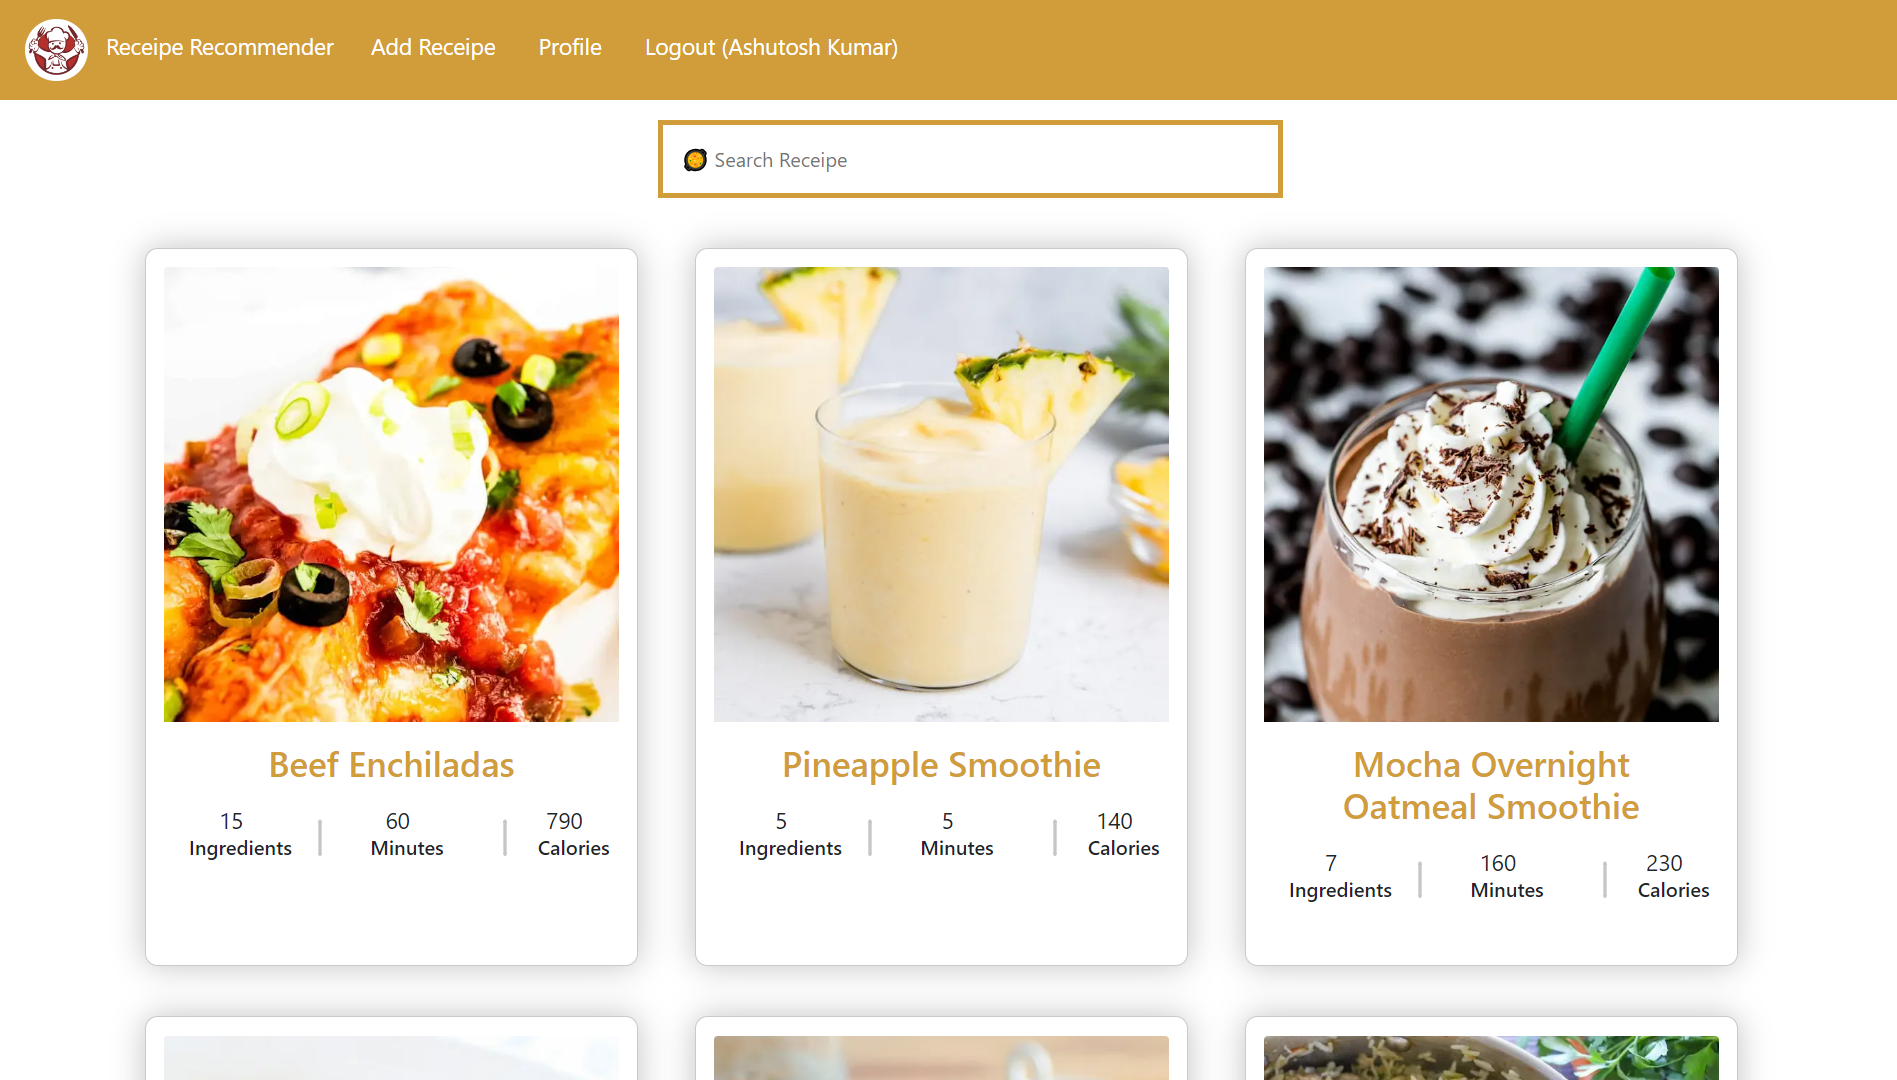 Receipe Recommender Add Receipe Profile Logout (Ashutosh Kumar)
🥘 Search Receipe
Beef Enchiladas
15 60 790
Ingredients Minutes Calories
Pineapple Smoothie
5 5 140
Ingredients Minutes Calories
Mocha Overnight
Oatmeal Smoothie
7 160 230
Ingredients Minutes Calories